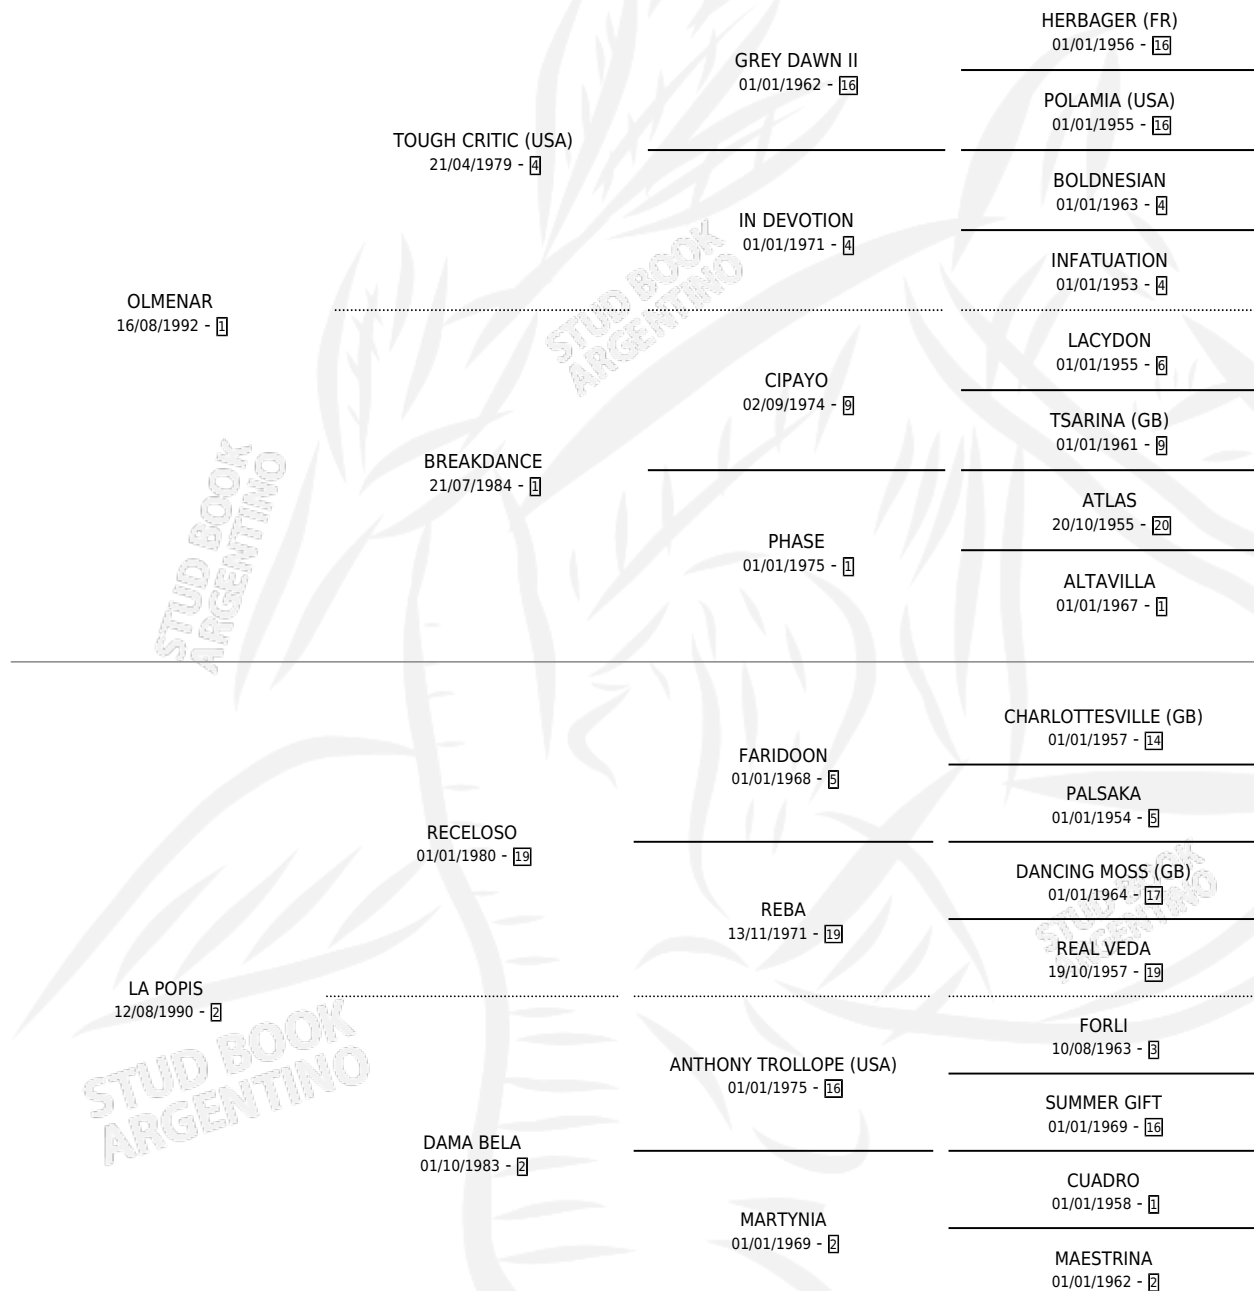 HERBAGER (FR)
01/01/1956 - 16
GREY DAWN II
01/01/1962 - 16
POLAMIA (USA)
01/01/1955 - 16
TOUGH CRITIC (USA)
21/04/1979 - 4
BOLDNESIAN
01/01/1963 - 4
IN DEVOTION
01/01/1971 - 4
INFATUATION
01/01/1953 - 4
OLMENAR
16/08/1992 - 1
LACYDON
01/01/1955 - 6
CIPAYO
02/09/1974 - 9
TSARINA (GB)
01/01/1961 - 9
BREAKDANCE
21/07/1984 - 1
ATLAS
20/10/1955 - 20
PHASE
01/01/1975 - 1
ALTAVILLA
01/01/1967 - 1
CHARLOTTESVILLE (GB)
01/01/1957 - 14
FARIDOON
01/01/1968 - 5
PALSAKA
01/01/1954 - 5
RECELOSO
01/01/1980 - 19
DANCING MOSS (GB)
01/01/1964 - 17
REBA
13/11/1971 - 19
REAL VEDA
19/10/1957 - 19
LA POPIS
12/08/1990 - 2
FORLI
10/08/1963 - 3
ANTHONY TROLLOPE (USA)
01/01/1975 - 16
SUMMER GIFT
01/01/1969 - 16
DAMA BELA
01/10/1983 - 2
CUADRO
01/01/1958 - 1
MARTYNIA
01/01/1969 - 2
MAESTRINA
01/01/1962 - 2
STUD BOOK
ARGENTINO
STUD BOOK
ARGENTINO
STUD BOOK
ARGENTINO
STUD BOOK
ARGENTINO